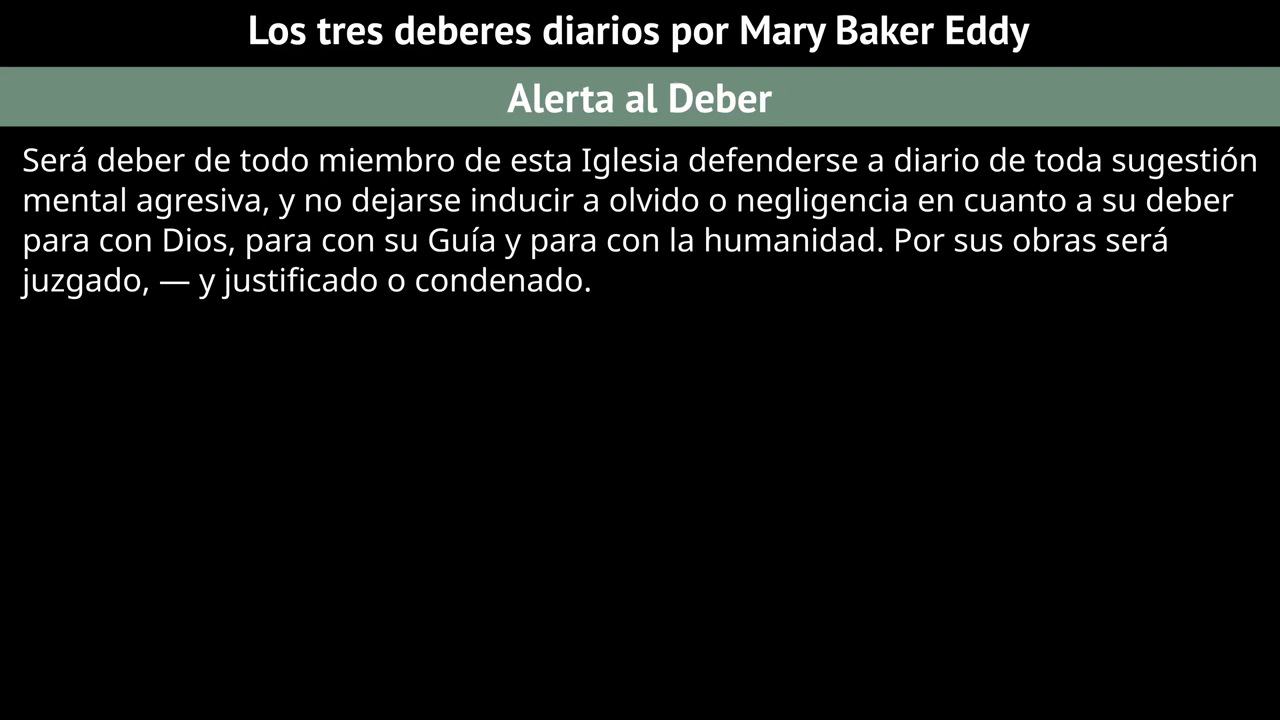 Los tres deberes diarios por Mary Baker Eddy
Alerta al Deber
Será deber de todo miembro de esta Iglesia defenderse a diario de toda sugestión
mental agresiva, y no dejarse inducir a olvido o negligencia en cuanto a su deber
para con Dios, para con su Guía y para con la humanidad. Por sus obras será
juzgado, — y justificado o condenado.